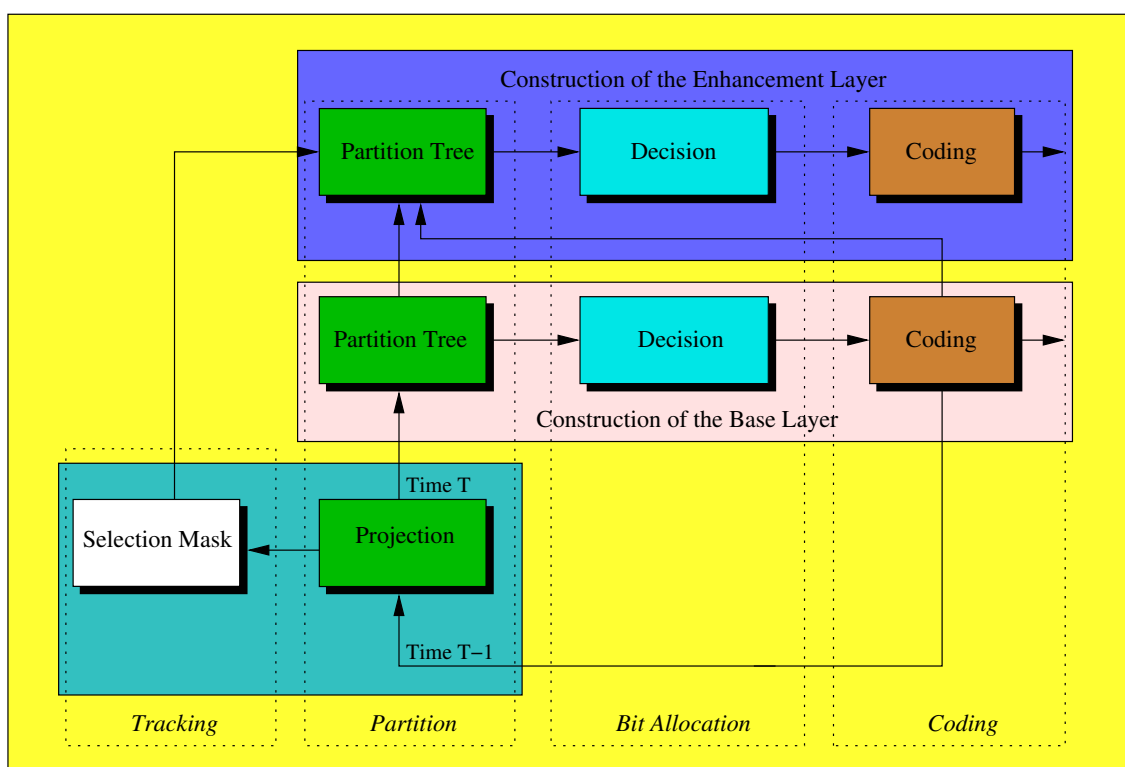 Construction of the Enhancement Layer
Partition Tree
Decision
Coding
Partition Tree
Decision
Coding
Construction of the Base Layer
Time T
Selection Mask
Projection
Time T−1
Tracking
Partition
Bit Allocation
Coding